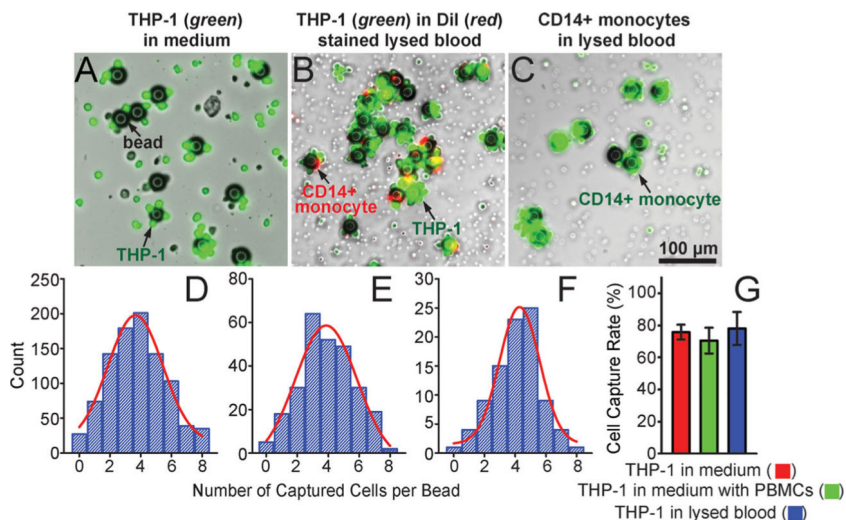 THP-1 (green)
in medium
THP-1 (green) in DiI (red)
stained lysed blood
CD14+ monocytes
in lysed blood
A
bead
THP-1
B
CD14+
monocyte
THP-1
C
CD14+ monocyte
100 µm
D
Count
250
200
150
100
50
0
0 2 4 6 8
E
80
60
40
20
0
0 2 4 6 8
F
30
25
20
15
10
5
0
0 2 4 6 8
Number of Captured Cells per Bead
G
Cell Capture Rate (%)
100
80
60
40
20
0
THP-1 in medium ( )
THP-1 in medium with PBMCs ( )
THP-1 in lysed blood ( )